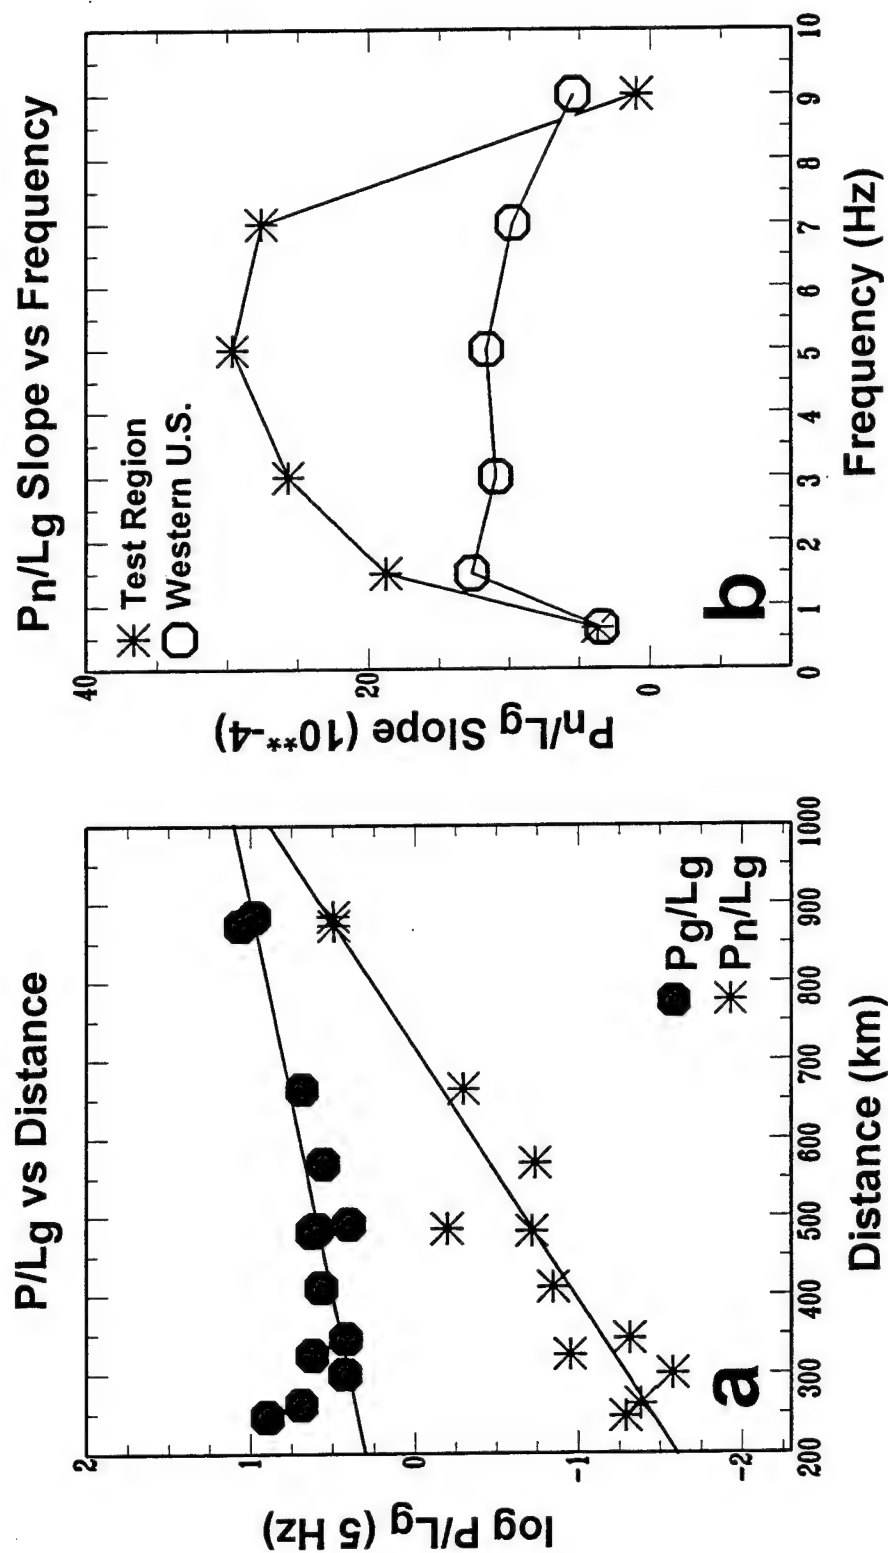 P/Lg vs Distance
log P/Lg (5 Hz)
2
1
0
-1
-2
200
300
400
500
600
700
800
900
1000
Distance (km)
Pg/Lg
Pn/Lg
a
Pn/Lg Slope vs Frequency
Pn/Lg Slope (10**-4)
40
20
0
0
1
2
3
4
5
6
7
8
9
10
Frequency (Hz)
Test Region
Western U.S.
b